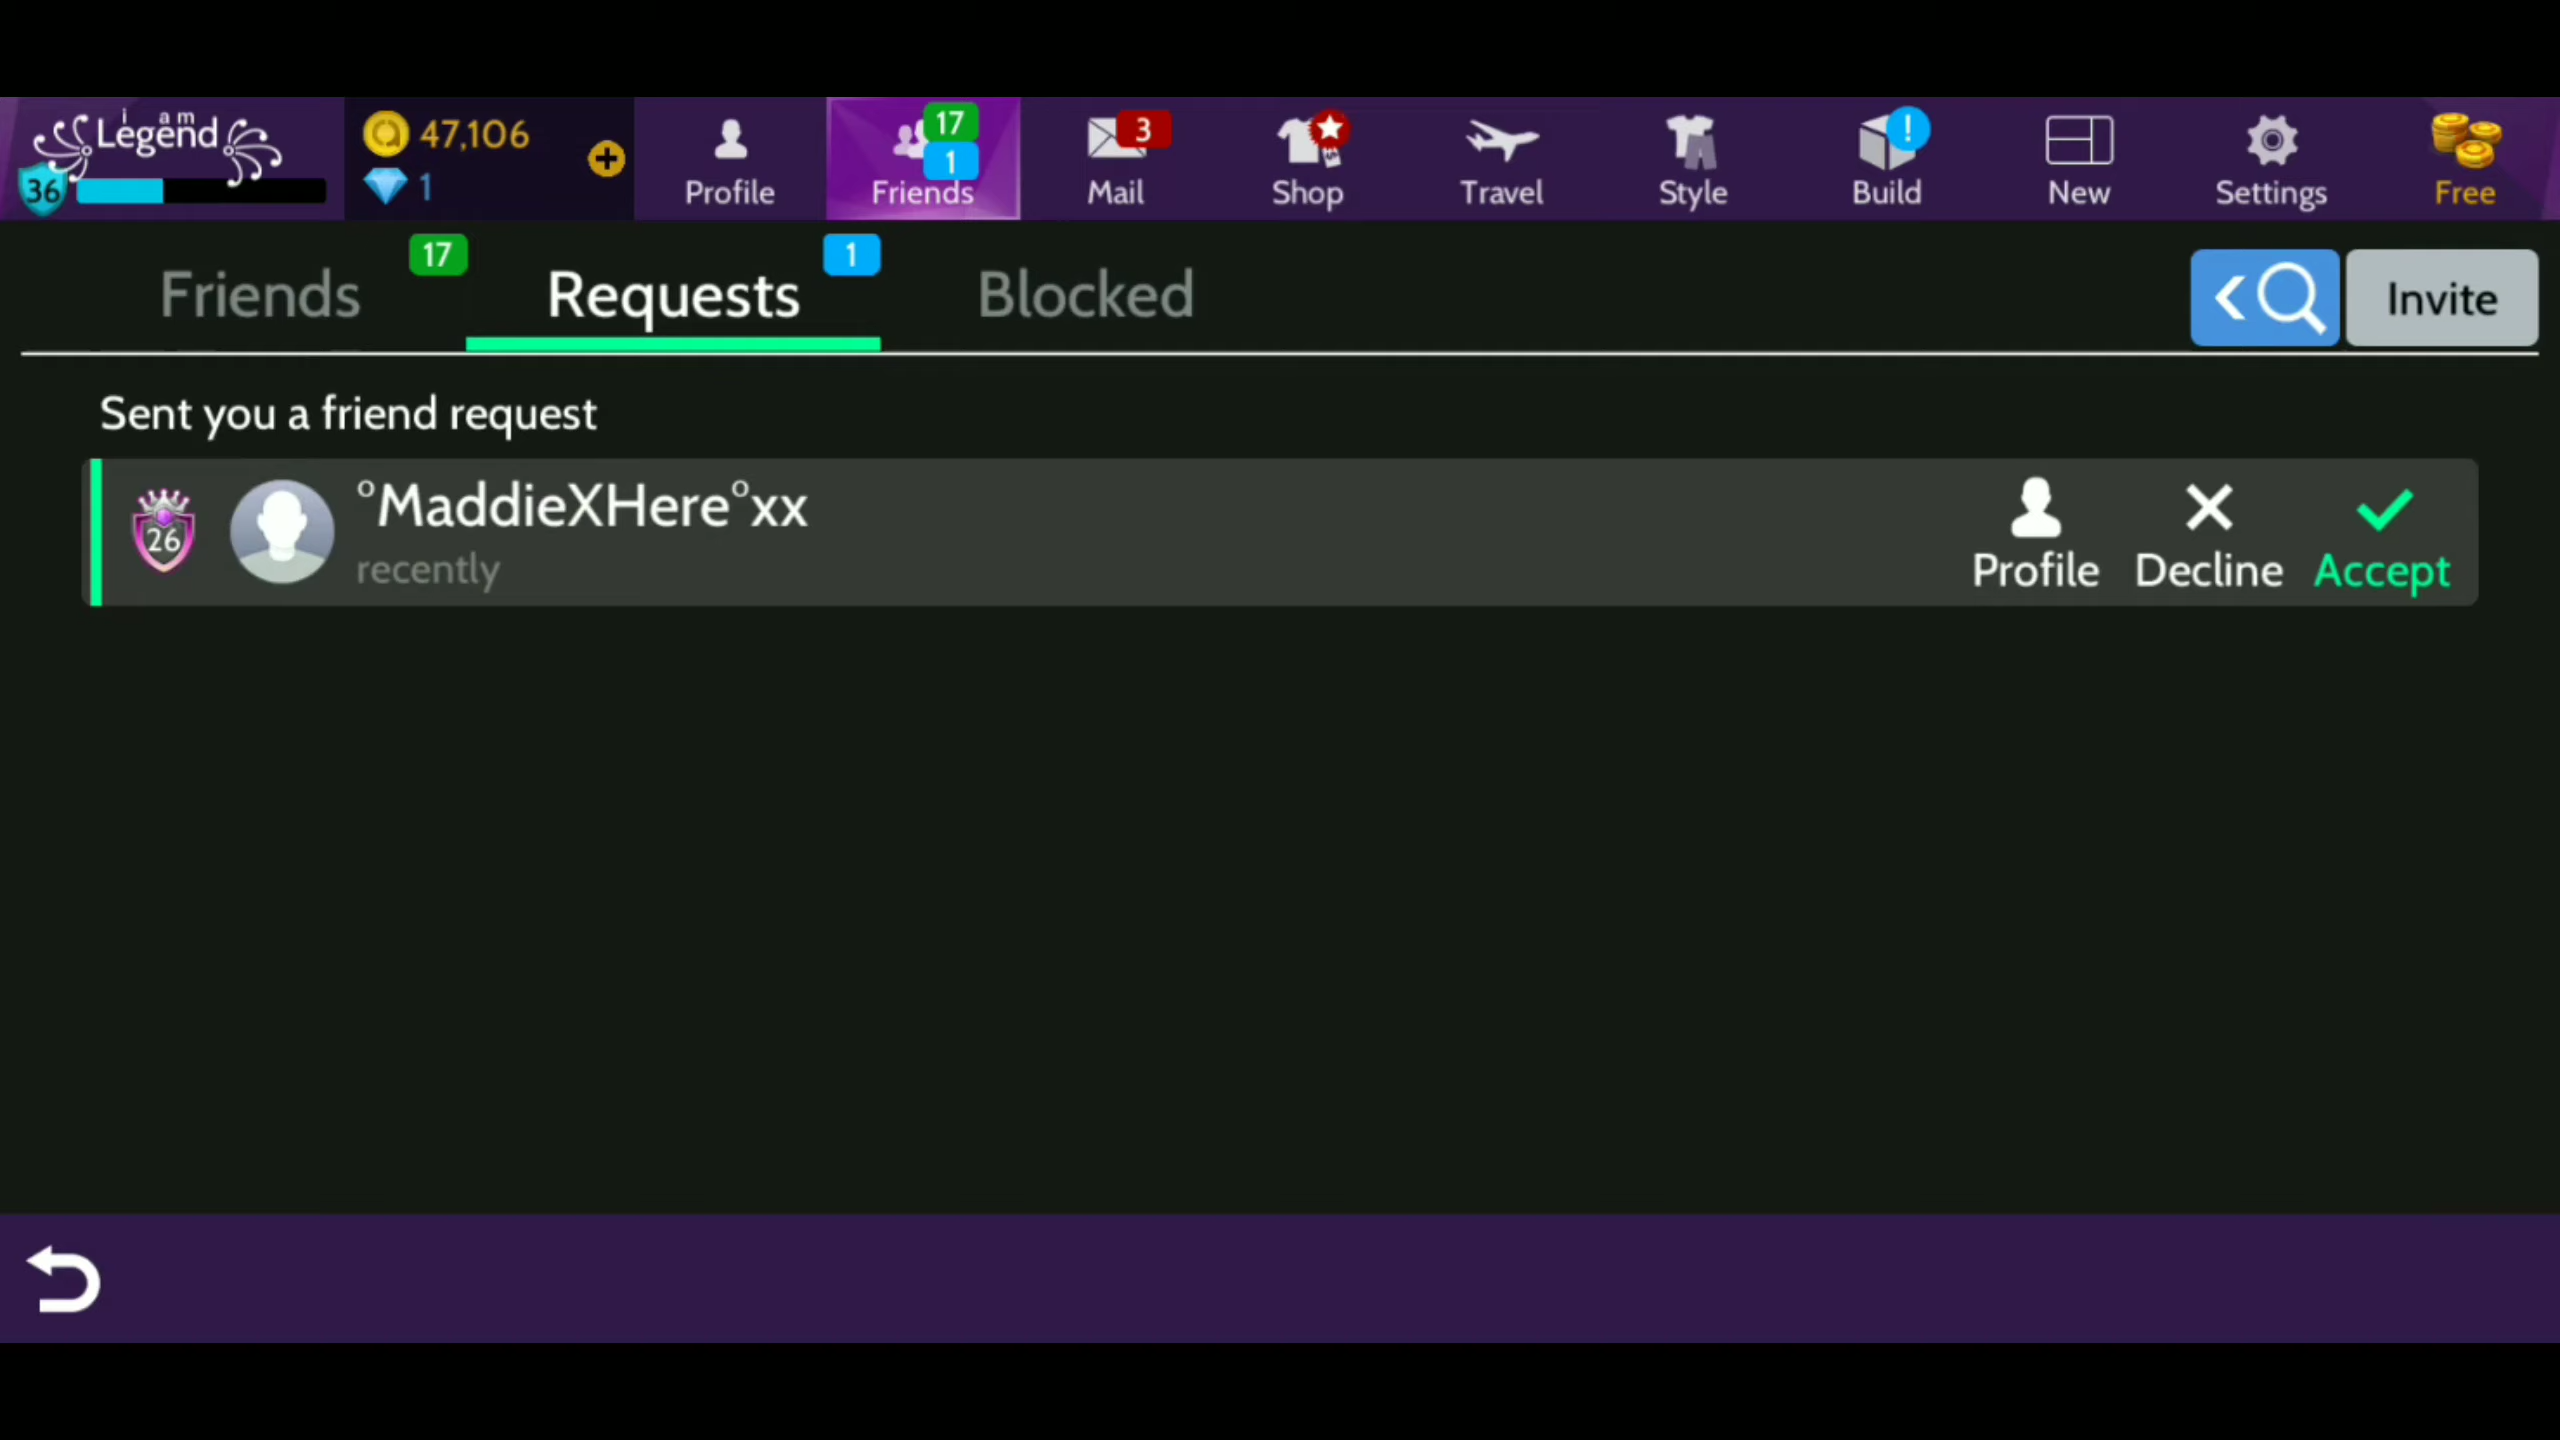 i am
Legend
36
47,106
1
Profile
17
1
Friends
3
Mail
Shop
Travel
Style
!
Build
New
Settings
Free
Friends
17
Requests
1
Blocked
Invite
Sent you a friend request
26
°MaddieXHere°xx
recently
Profile
Decline
Accept